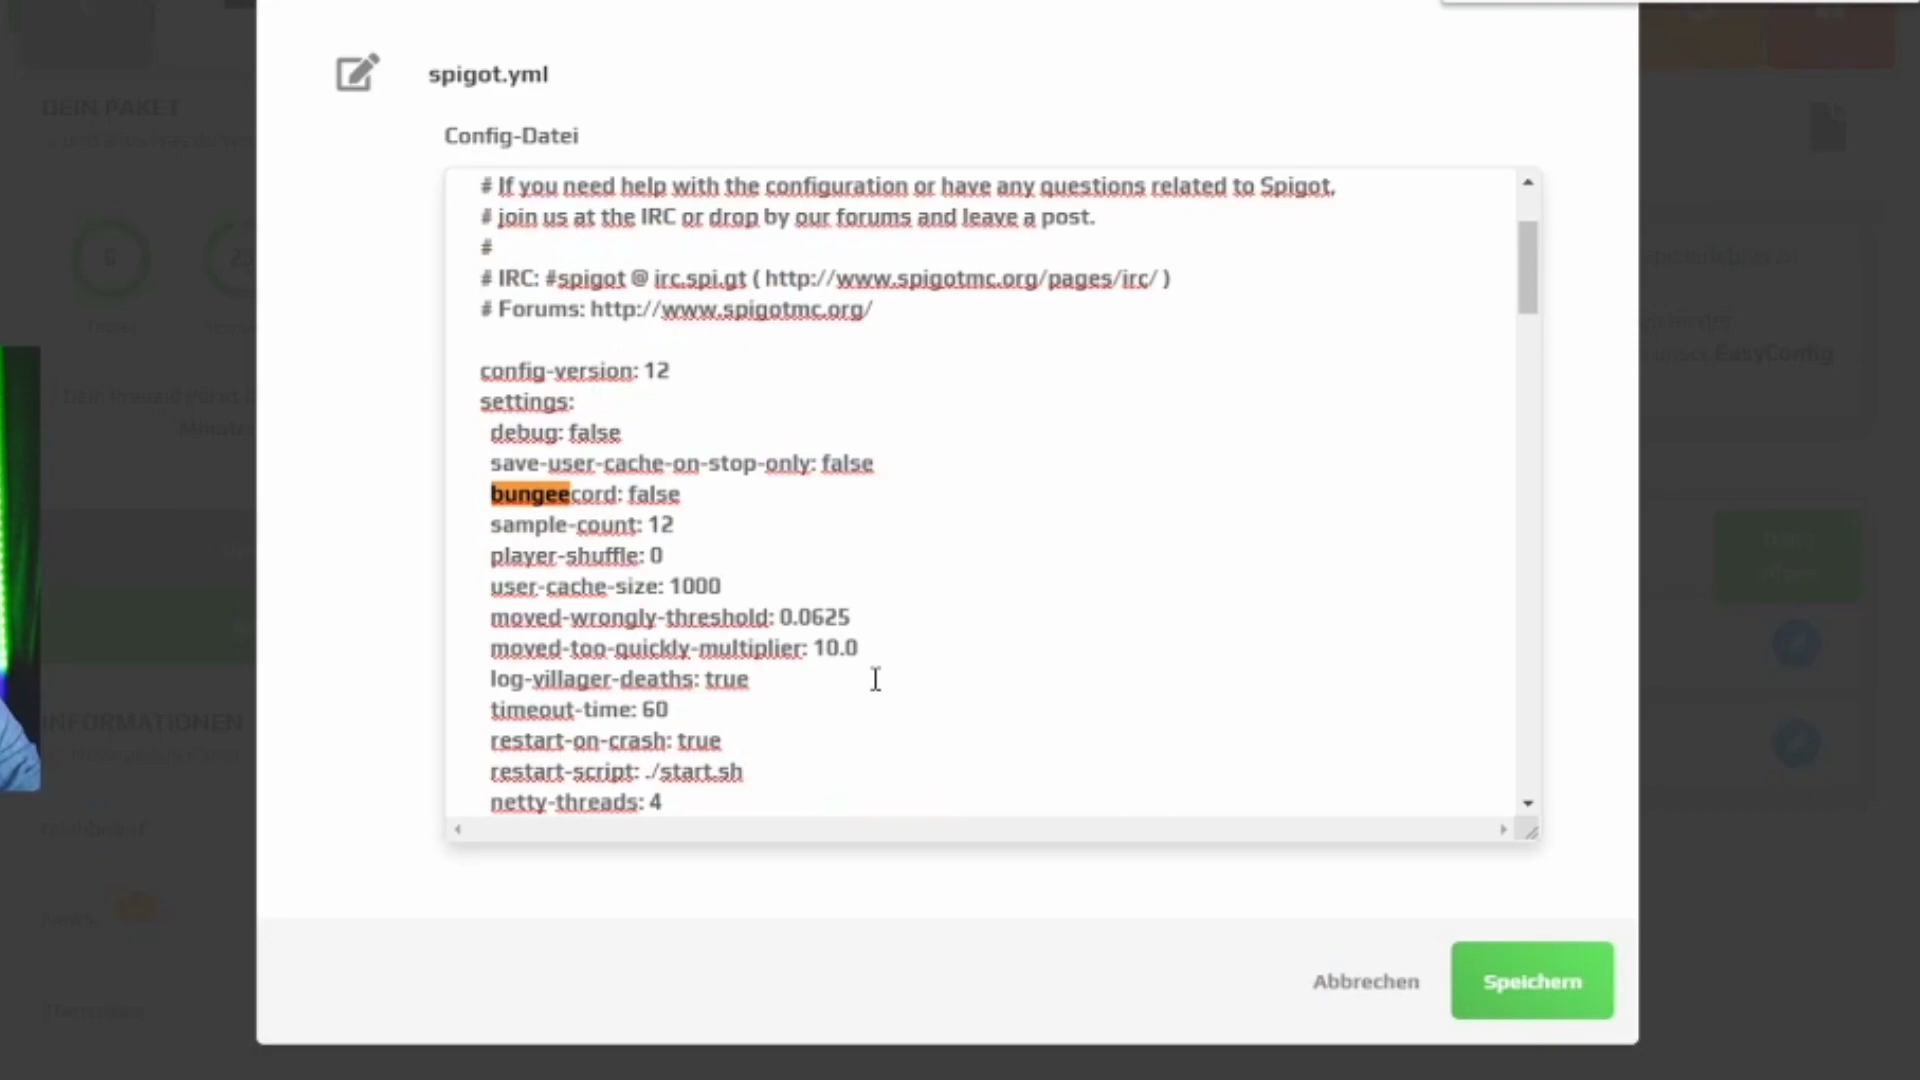 spigot.yml
Config-Datei
# If you need help with the configuration or have any questions related to Spigot,
# join us at the IRC or drop by our forums and leave a post.
#
# IRC: #spigot @ irc.spi.gt ( http://www.spigotmc.org/pages/irc/ )
# Forums: http://www.spigotmc.org/
config-version: 12
settings:
debug: false
save-user-cache-on-stop-only: false
bungeecord: false
sample-count: 12
player-shuffle: 0
user-cache-size: 1000
moved-wrongly-threshold: 0.0625
moved-too-quickly-multiplier: 10.0
log-villager-deaths: true
timeout-time: 60
restart-on-crash: true
restart-script: ./start.sh
netty-threads: 4
Abbrechen
Speichern
DEIN PAKET
INFORMATIONEN
News
EasyConfig